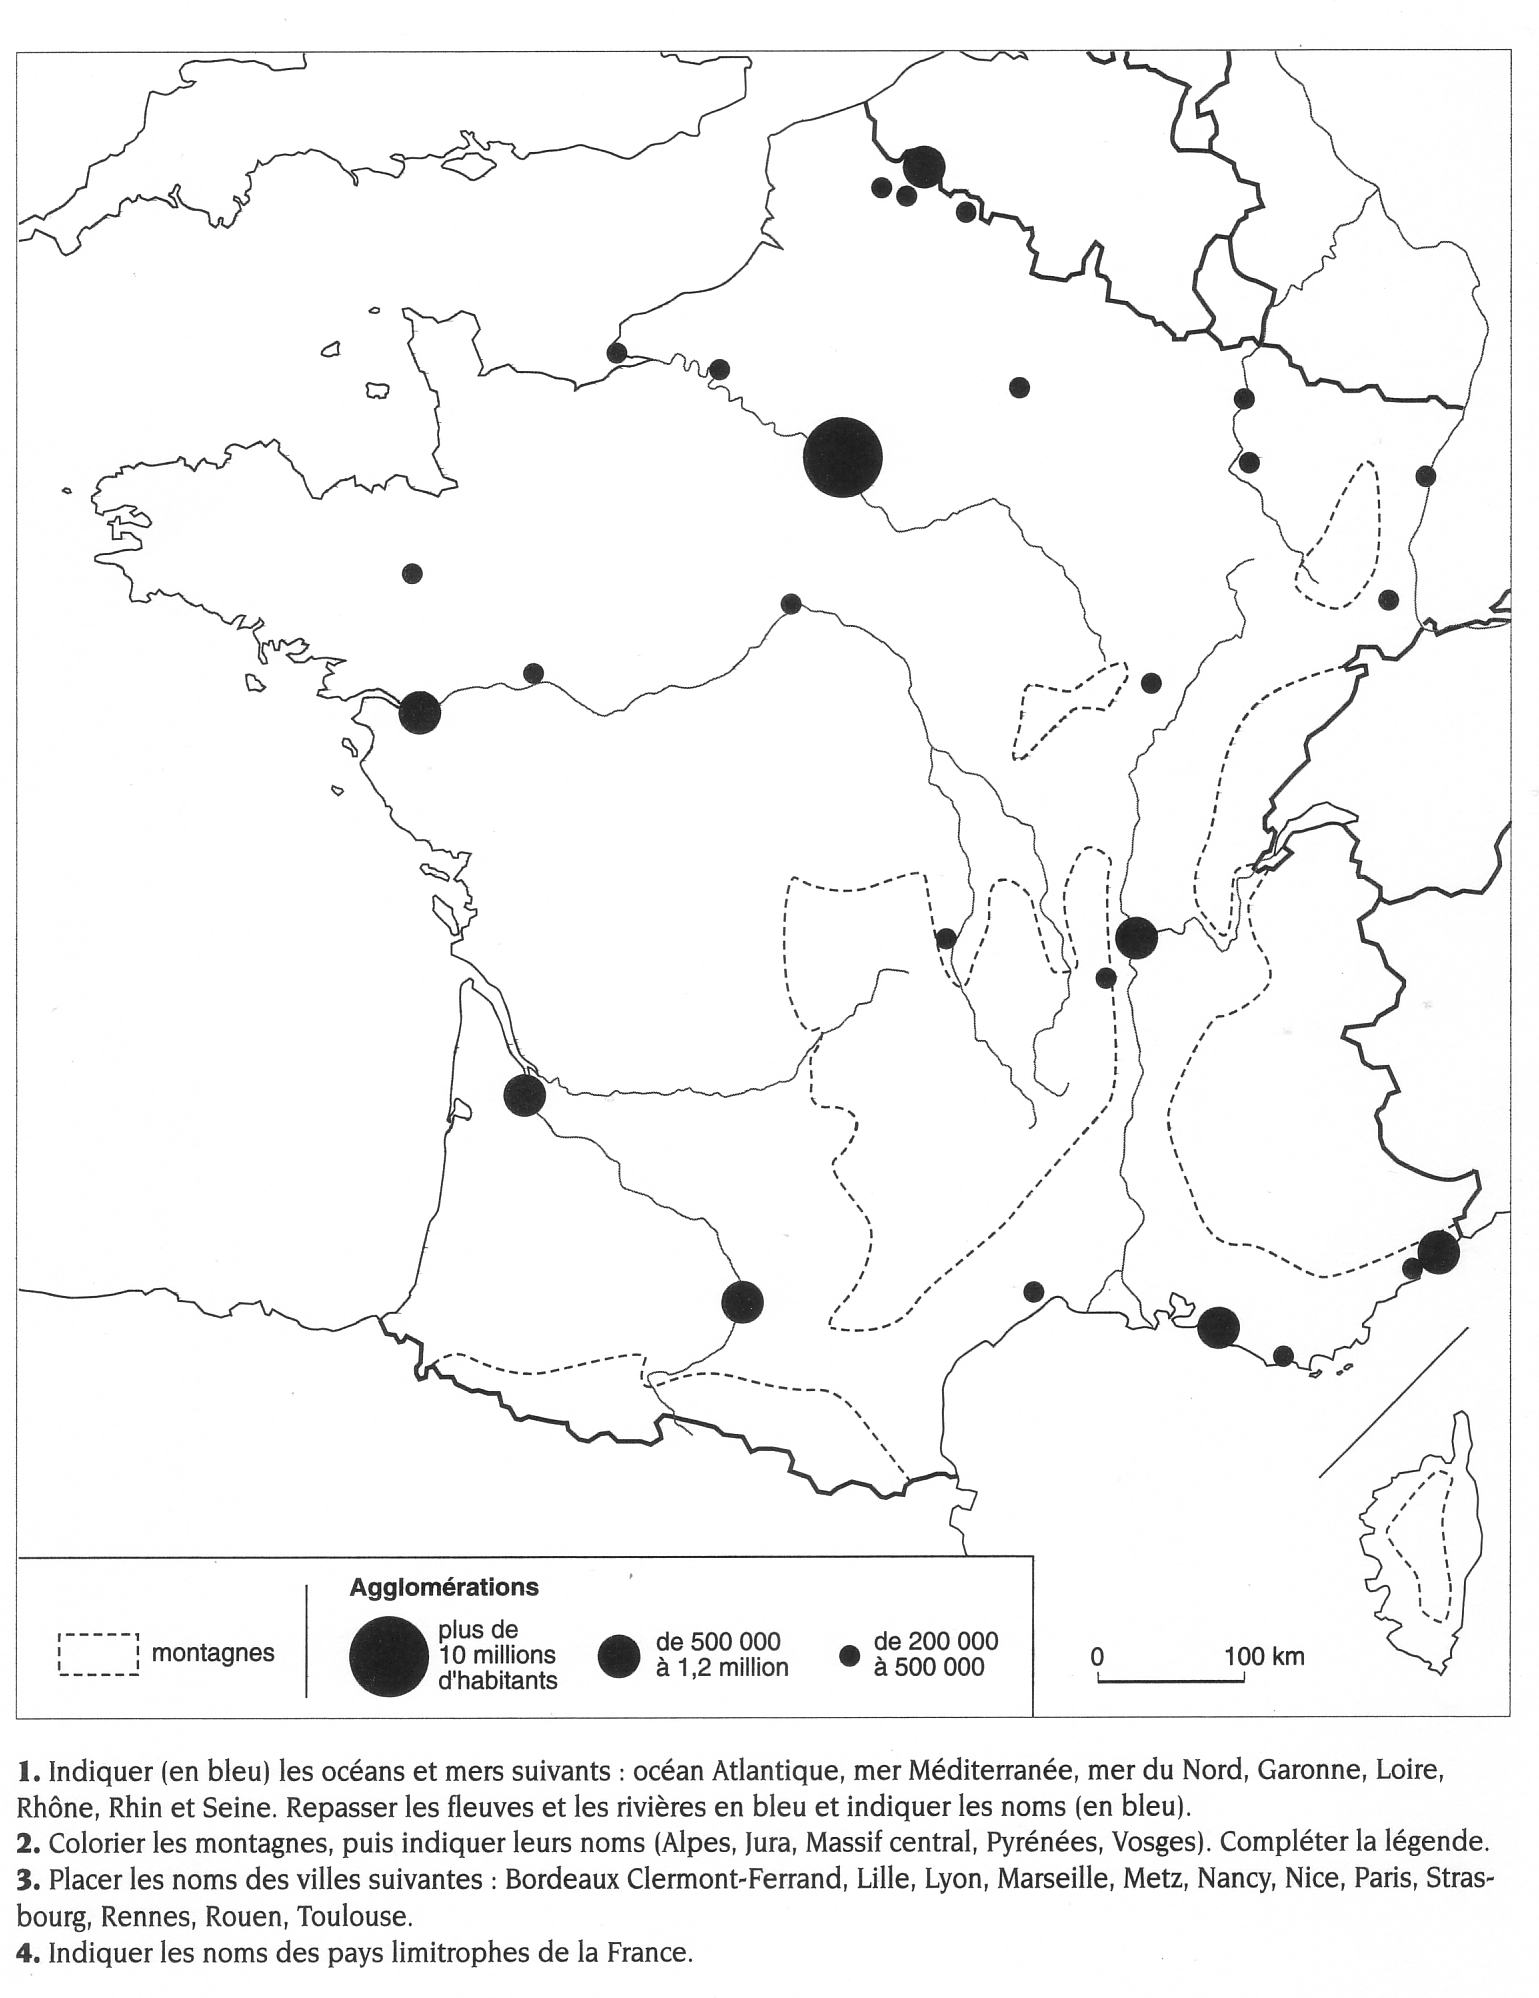 Agglomérations
montagnes
plus de
10 millions
d'habitants
de 500 000
à 1,2 million
de 200 000
à 500 000
0 100 km
1. Indiquer (en bleu) les océans et mers suivants : océan Atlantique, mer Méditerranée, mer du Nord, Garonne, Loire,
Rhône, Rhin et Seine. Repasser les fleuves et les rivières en bleu et indiquer les noms (en bleu).
2. Colorier les montagnes, puis indiquer leurs noms (Alpes, Jura, Massif central, Pyrénées, Vosges). Compléter la légende.
3. Placer les noms des villes suivantes : Bordeaux Clermont-Ferrand, Lille, Lyon, Marseille, Metz, Nancy, Nice, Paris, Stras-
bourg, Rennes, Rouen, Toulouse.
4. Indiquer les noms des pays limitrophes de la France.